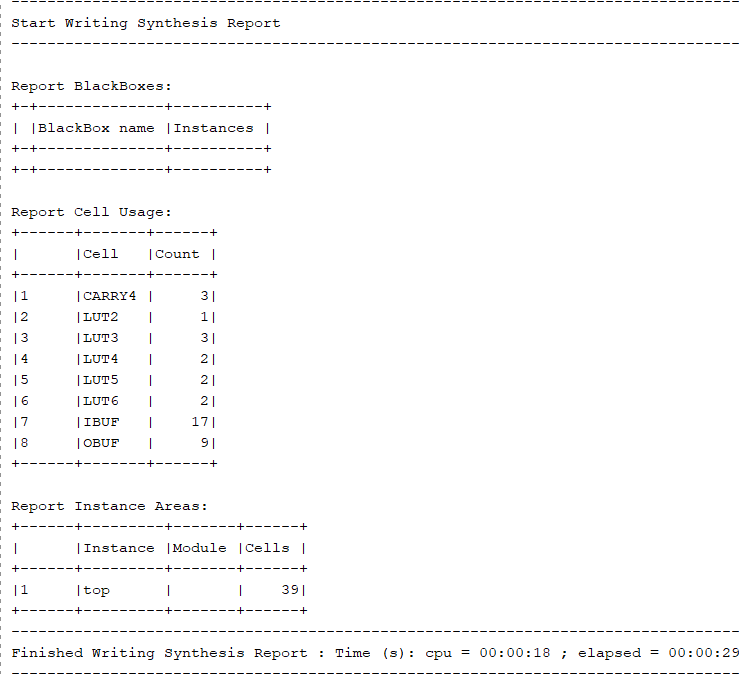 --------------------------------------------------------------------------------
Start Writing Synthesis Report
--------------------------------------------------------------------------------
Report BlackBoxes:
+-+--------------+----------+
| |BlackBox name |Instances |
+-+--------------+----------+
+-+--------------+----------+
Report Cell Usage:
+------+-------+------+
|      |Cell   |Count |
+------+-------+------+
|1     |CARRY4 |     3|
|2     |LUT2   |     1|
|3     |LUT3   |     3|
|4     |LUT4   |     2|
|5     |LUT5   |     2|
|6     |LUT6   |     2|
|7     |IBUF   |    17|
|8     |OBUF   |     9|
+------+-------+------+
Report Instance Areas:
+------+---------+-------+------+
|      |Instance |Module |Cells |
+------+---------+-------+------+
|1     |top      |       |    39|
+------+---------+-------+------+
--------------------------------------------------------------------------------
Finished Writing Synthesis Report : Time (s): cpu = 00:00:18 ; elapsed = 00:00:29
--------------------------------------------------------------------------------